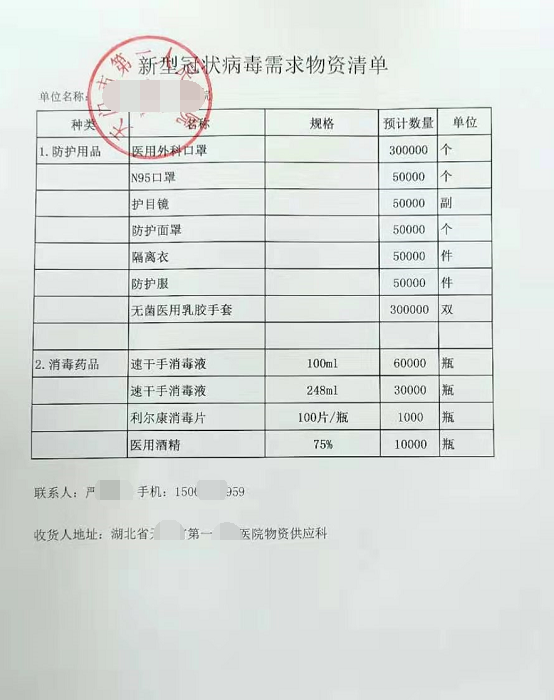 新型冠状病毒需求物资清单
单位名称:
种类 名称 规格 预计数量 单位
1.防护用品 医用外科口罩 300000 个
N95口罩 50000 个
护目镜 50000 副
防护面罩 50000 个
隔离衣 50000 件
防护服 50000 件
无菌医用乳胶手套 300000 双
2.消毒药品 速干手消毒液 100ml 60000 瓶
速干手消毒液 248ml 30000 瓶
利尔康消毒片 100片/瓶 1000 瓶
医用酒精 75% 10000 瓶
联系人: 严 手机: 150 959
收货人地址: 湖北省天 第一 医院物资供应科